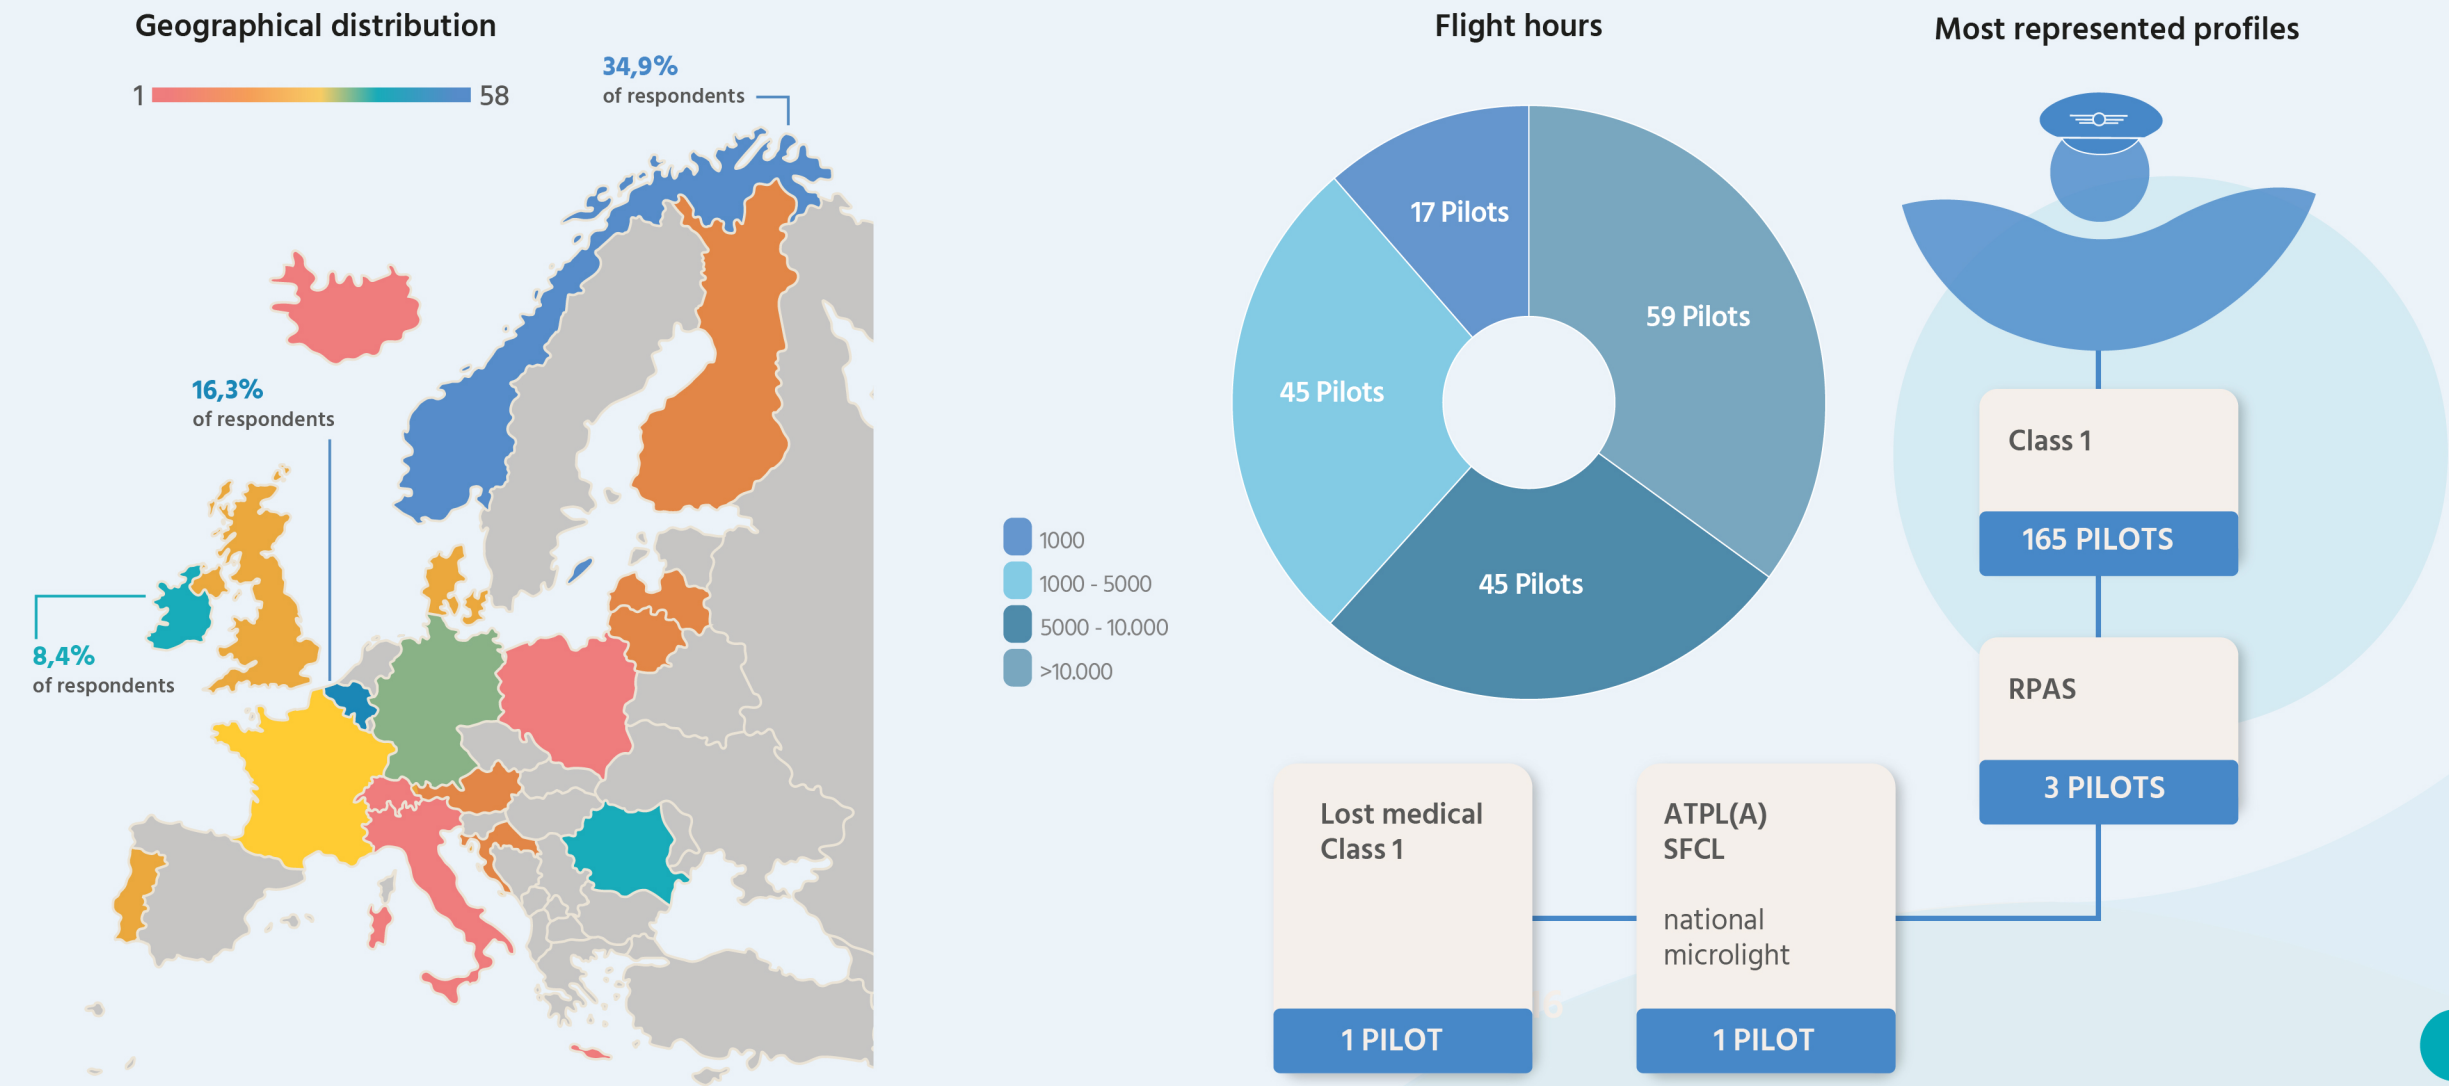 Geographical distribution
1
58
34,9%
of respondents
16,3%
of respondents
8,4%
of respondents
Flight hours
17 Pilots
59 Pilots
45 Pilots
45 Pilots
1000
1000 - 5000
5000 - 10.000
>10.000
Most represented profiles
Class 1
165 PILOTS
RPAS
3 PILOTS
Lost medical
Class 1
1 PILOT
ATPL(A)
SFCL
national
microlight
1 PILOT